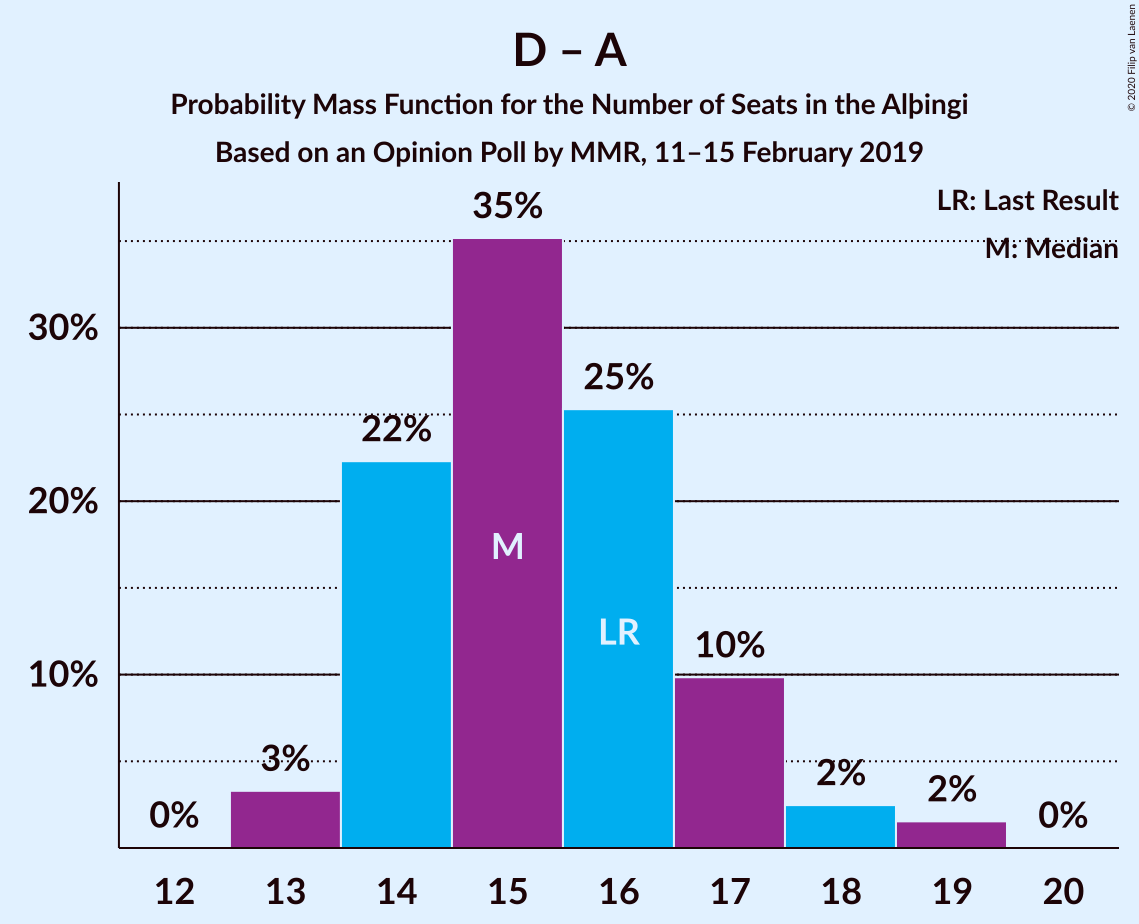 D – A
Probability Mass Function for the Number of Seats in the Alþingi
Based on an Opinion Poll by MMR, 11–15 February 2019
© 2020 Filip van Laenen
LR: Last Result
M: Median
35%
30%
25%
22%
20%
M
LR
10%
10%
3%
2%
2%
0%
0%
12 13 14 15 16 17 18 19 20